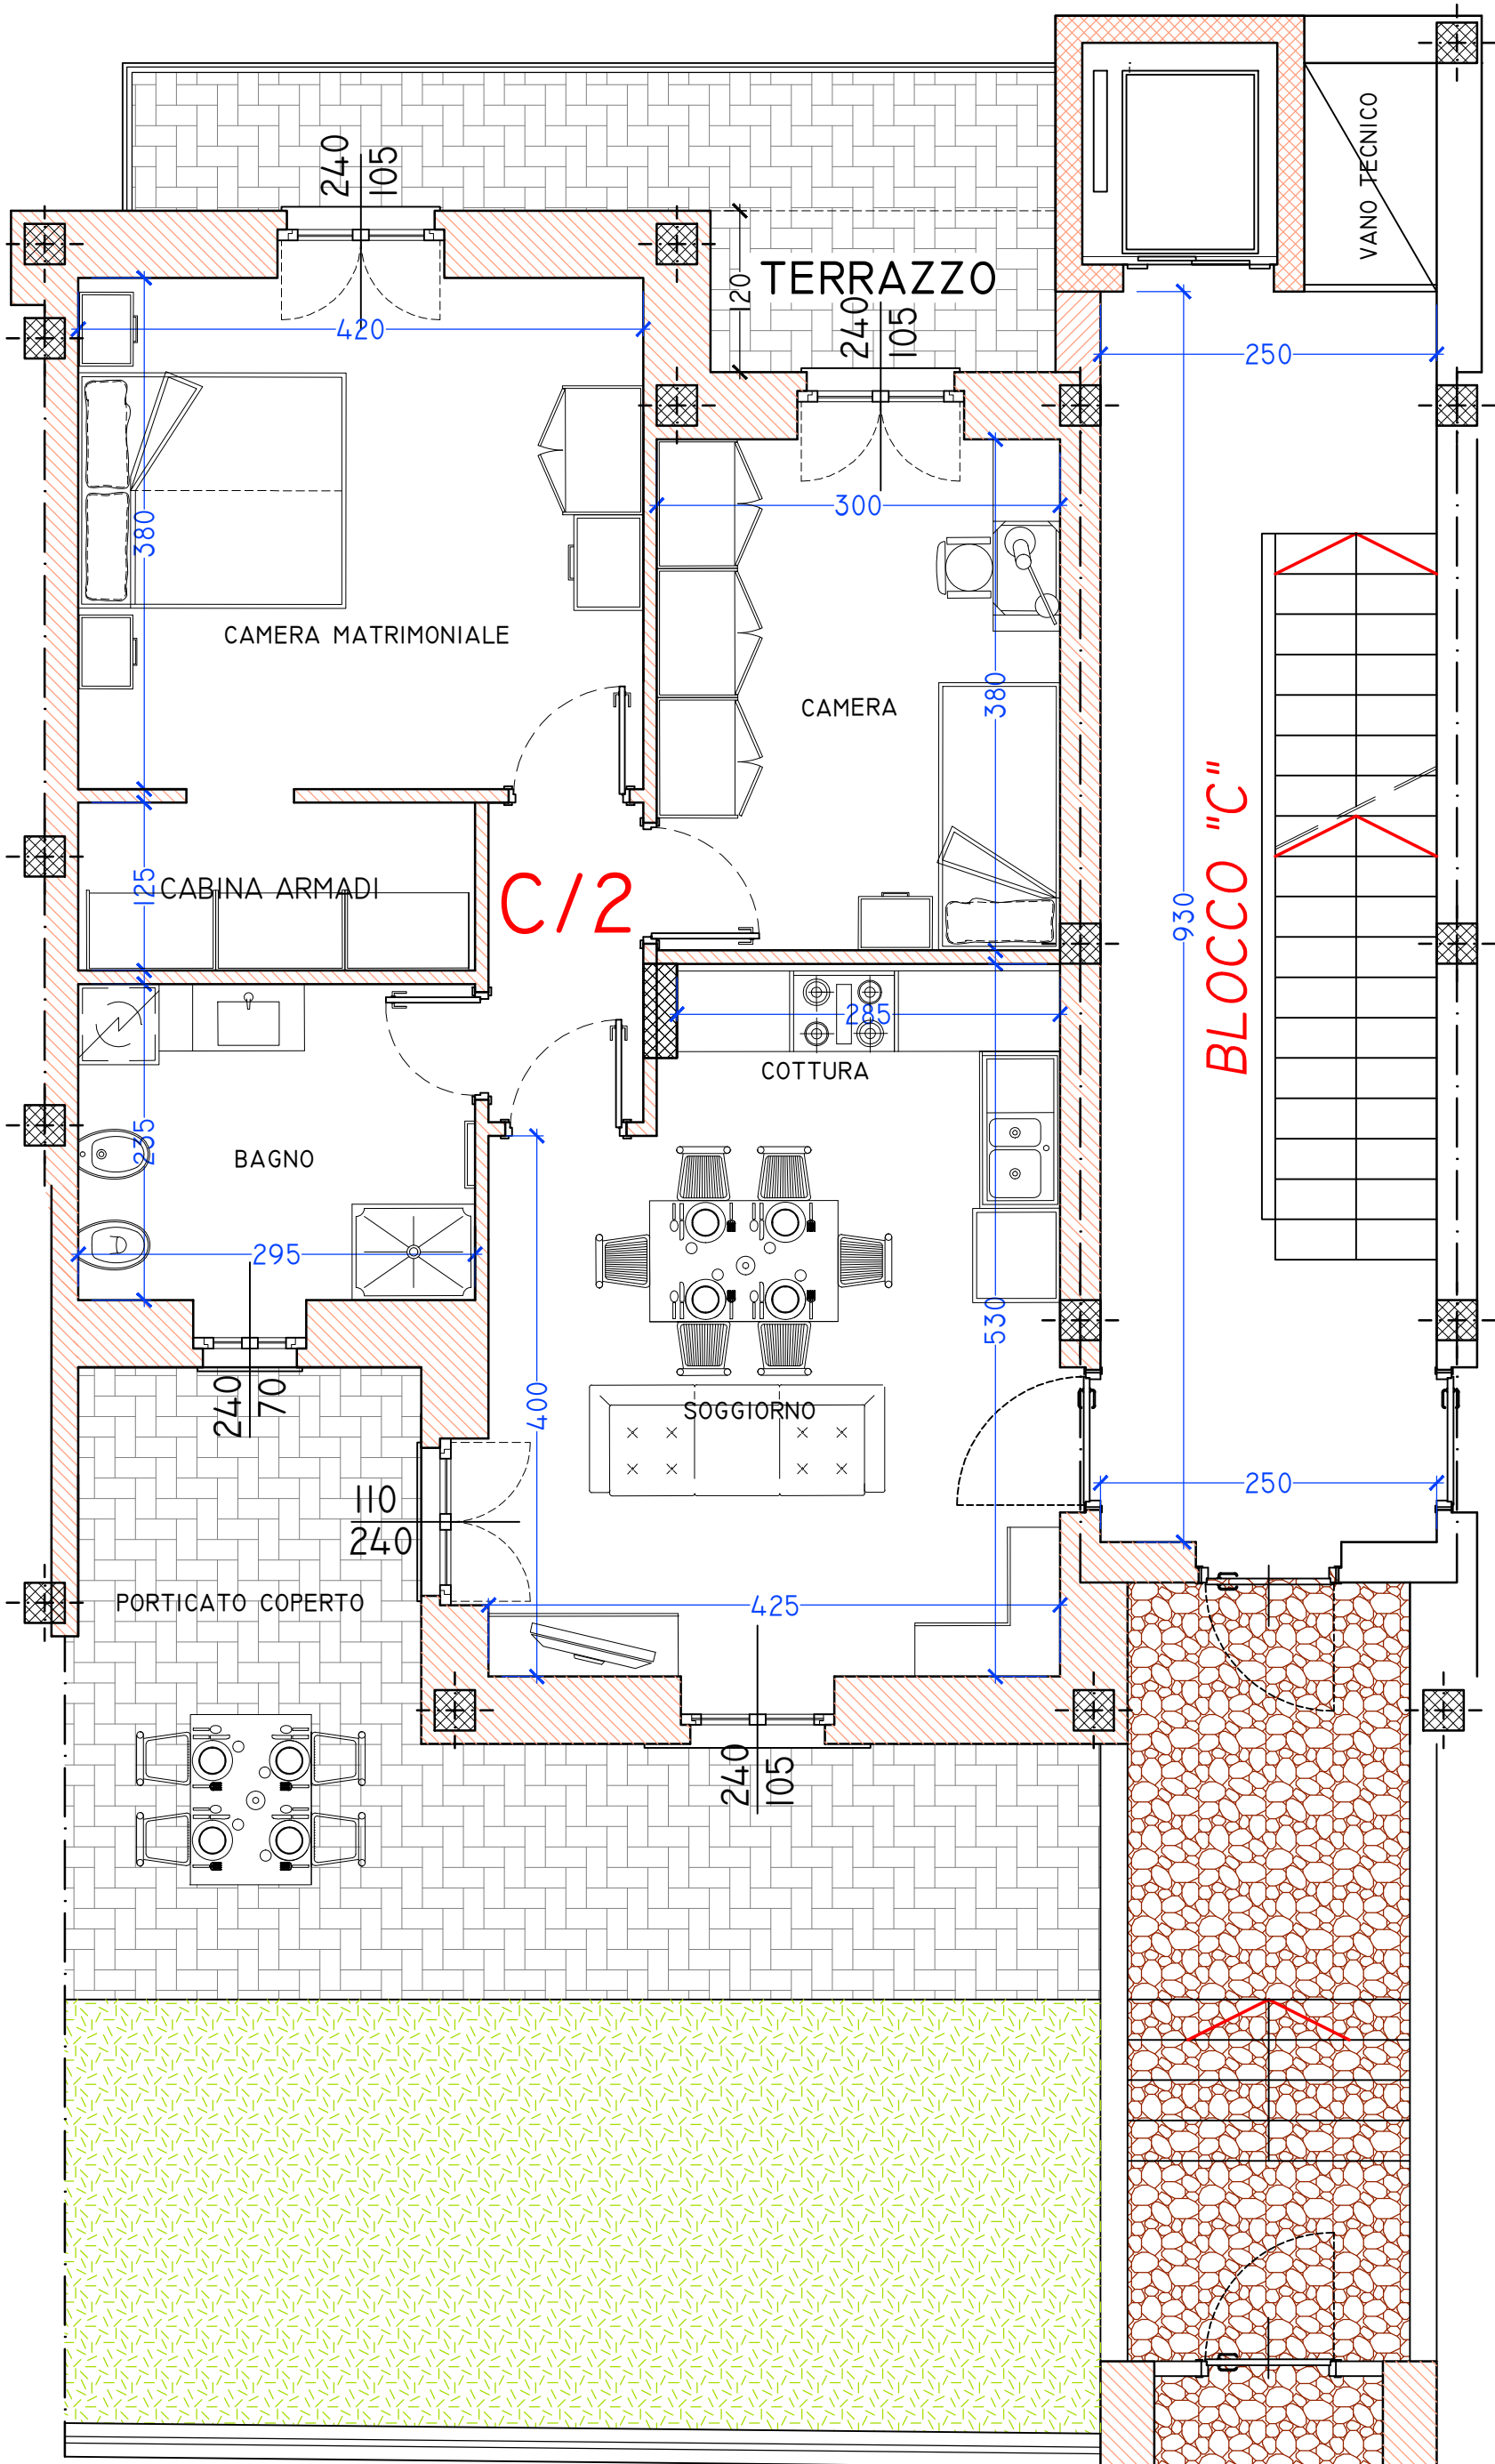 VANO TECNICO
240
105
TERRAZZO
120
240
105
420
250
300
380
CAMERA MATRIMONIALE
CAMERA
380
BLOCCO "C"
930
CABINA ARMADI
125
C/2
285
COTTURA
BAGNO
235
295
530
240
70
400
SOGGIORNO
110
240
250
PORTICATO COPERTO
425
240
105